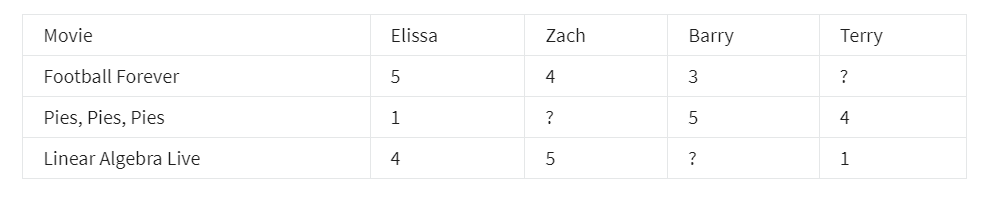 Movie Elissa Zach Barry Terry
Football Forever 5 4 3 ?
Pies, Pies, Pies 1 ? 5 4
Linear Algebra Live 4 5 ? 1